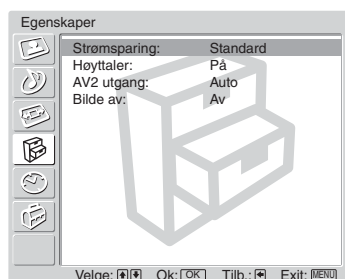 Egenskaper
Strømsparing: Standard
Høyttaler: På
AV2 utgang: Auto
Bilde av: Av
Velge: Ok: OK Tilb.: Exit: MENU